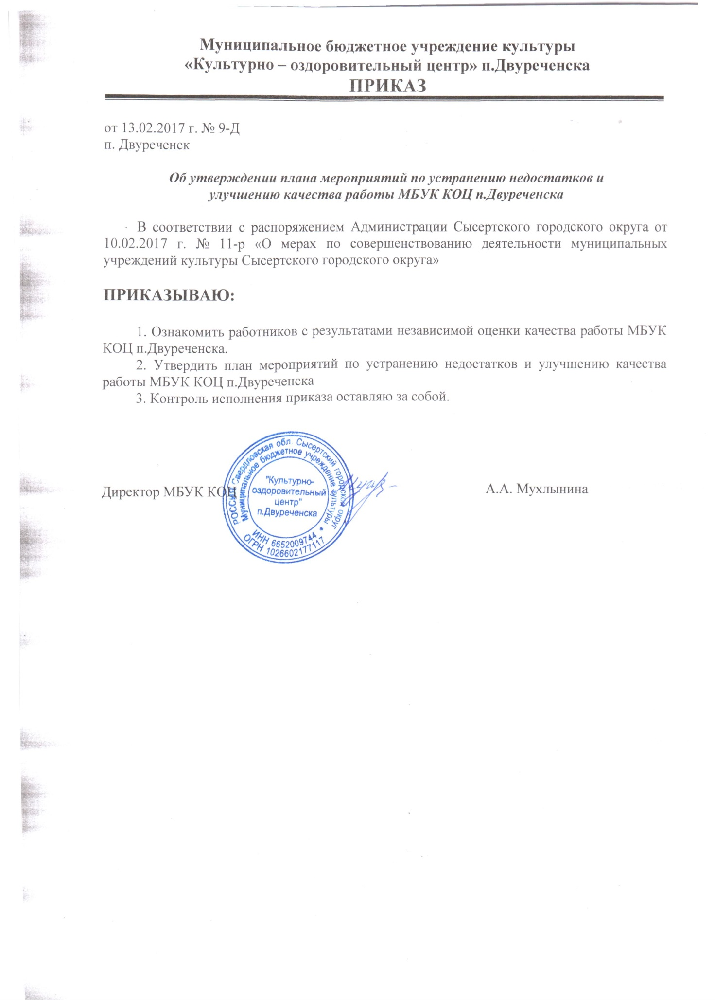 Муниципальное бюджетное учреждение культуры
«Культурно – оздоровительный центр» п.Двуреченска
ПРИКАЗ
от 13.02.2017 г. № 9-Д
п. Двуреченск
Об утверждении плана мероприятий по устранению недостатков и
улучшению качества работы МБУК КОЦ п.Двуреченска
В соответствии с распоряжением Администрации Сысертского городского округа от
10.02.2017 г. № 11-р «О мерах по совершенствованию деятельности муниципальных
учреждений культуры Сысертского городского округа»
ПРИКАЗЫВАЮ:
1. Ознакомить работников с результатами независимой оценки качества работы МБУК
КОЦ п.Двуреченска.
2. Утвердить план мероприятий по устранению недостатков и улучшению качества
работы МБУК КОЦ п.Двуреченска
3. Контроль исполнения приказа оставляю за собой.
Директор МБУК КОЦ
А.А. Мухлынина
РОССИЯ Свердловская обл. Сысертский городской округ
Муниципальное бюджетное учреждение культуры *
"Культурно-
оздоровительный
центр"
п.Двуреченска
ИНН 6652009744
ОГРН 1026602177117